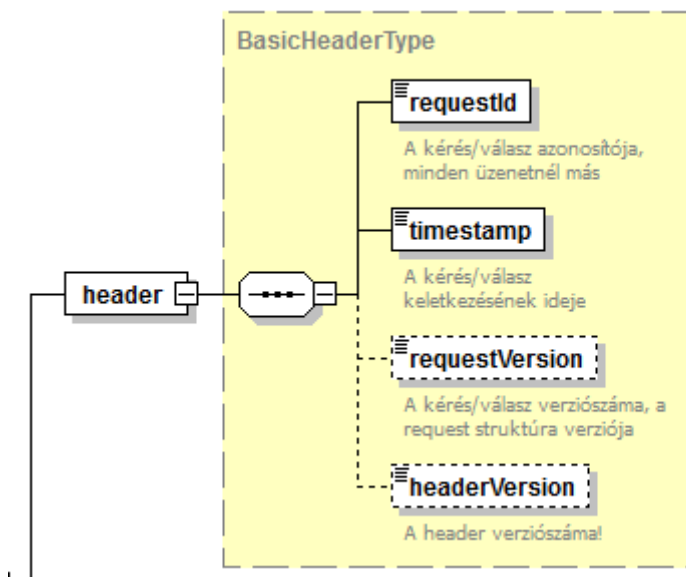 BasicHeaderType
requestId
A kérés/válasz azonosítója,
minden üzenetnél más
timestamp
A kérés/válasz
keletkezésének ideje
header
requestVersion
A kérés/válasz verziószáma, a
request struktúra verziója
headerVersion
A header verziószáma!